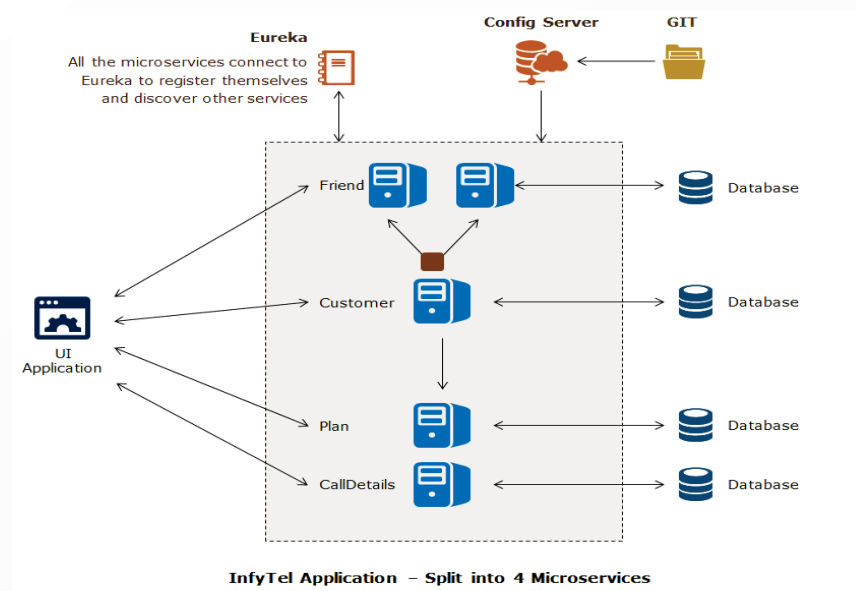 Config Server
GIT
Eureka
All the microservices connect to
Eureka to register themselves
and discover other services
Friend
Database
Customer
Database
UI
Application
Plan
Database
CallDetails
Database
InfyTel Application – Split into 4 Microservices